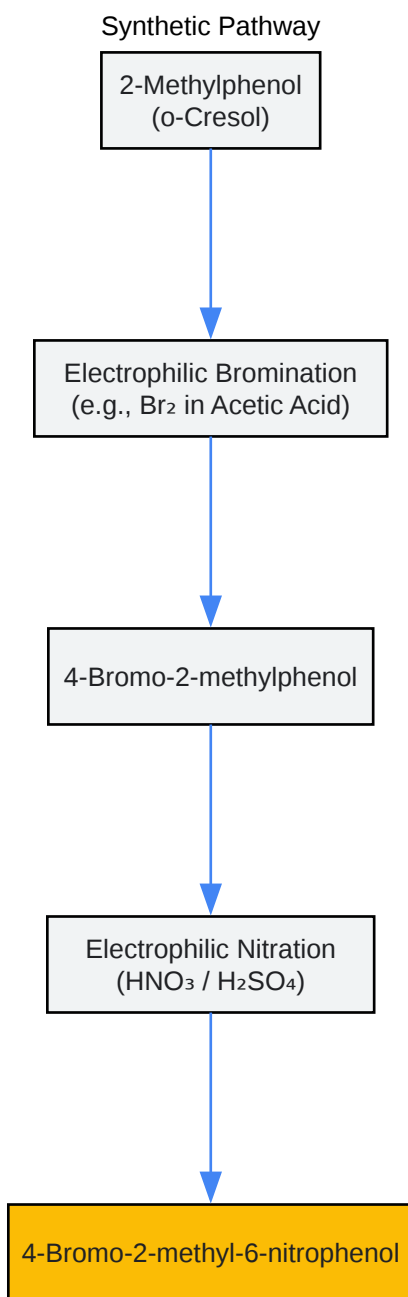 Synthetic Pathway
2-Methylphenol
(o-Cresol)
Electrophilic Bromination
(e.g., Br₂ in Acetic Acid)
4-Bromo-2-methylphenol
Electrophilic Nitration
(HNO₃ / H₂SO₄)
4-Bromo-2-methyl-6-nitrophenol